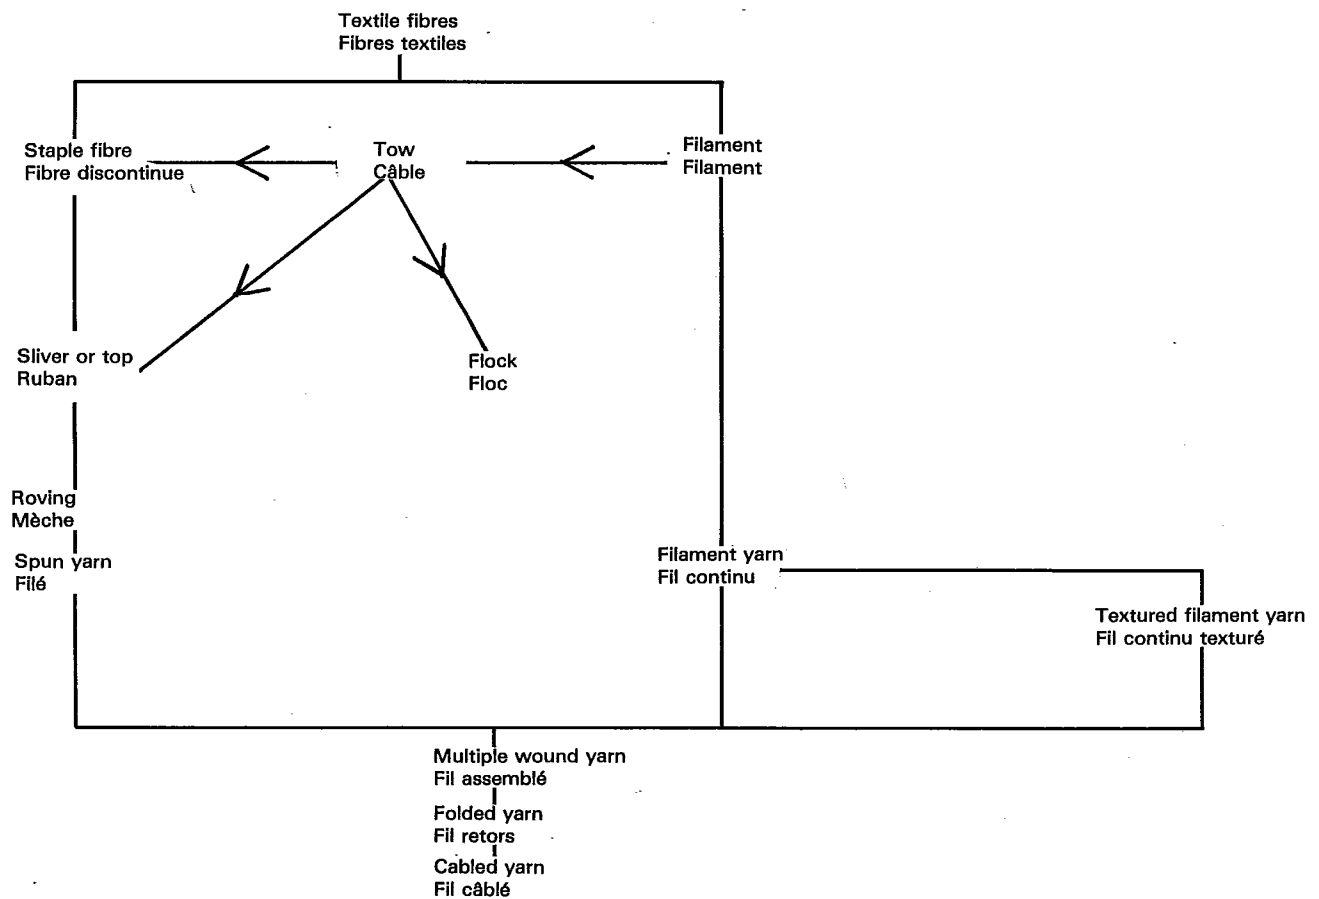 Textile fibres
Fibres textiles
Staple fibre
Fibre discontinue
Tow
Câble
Filament
Filament
Sliver or top
Ruban
Flock
Floc
Roving
Mèche
Spun yarn
Filé
Filament yarn
Fil continu
Textured filament yarn
Fil continu texturé
Multiple wound yarn
Fil assemblé
Folded yarn
Fil retors
Cabled yarn
Fil câblé